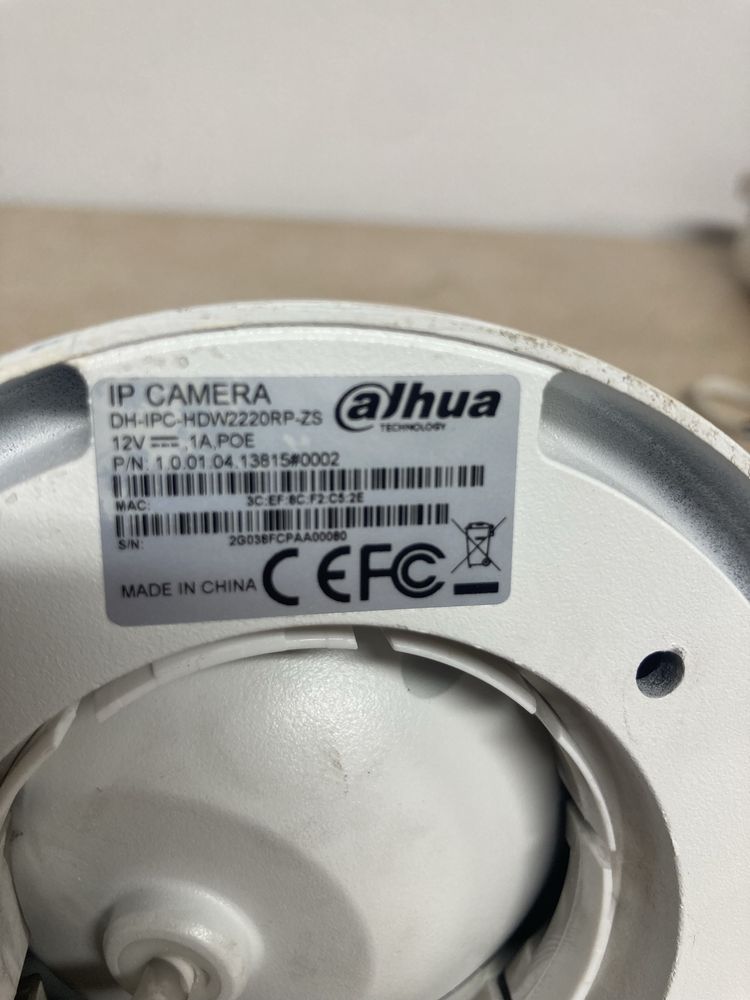 IP CAMERA
DH-IPC-HDW2220RP-ZS
alhua
TECHNOLOGY
12V ⎓ ,1A,POE
P/N: 1.0.01.04.13815#0002
MAC: 3C:EF:8C:F2:C5:2E
S/N: 2G03BFCPAA00080
MADE IN CHINA
CE FC